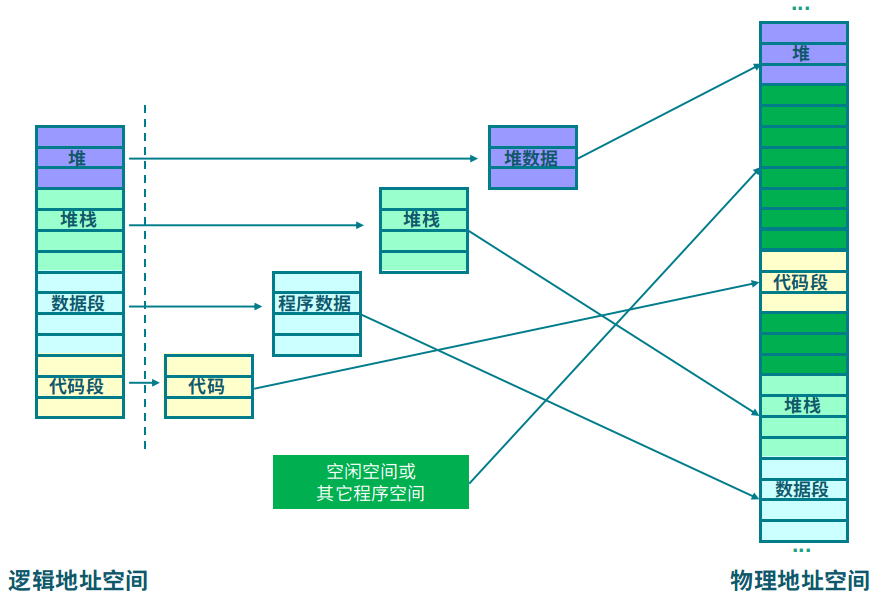 ...
堆
堆
堆数据
堆栈
堆栈
代码段
数据段
程序数据
代码段
代码
堆栈
空闲空间或
其它程序空间
数据段
...
逻辑地址空间
物理地址空间